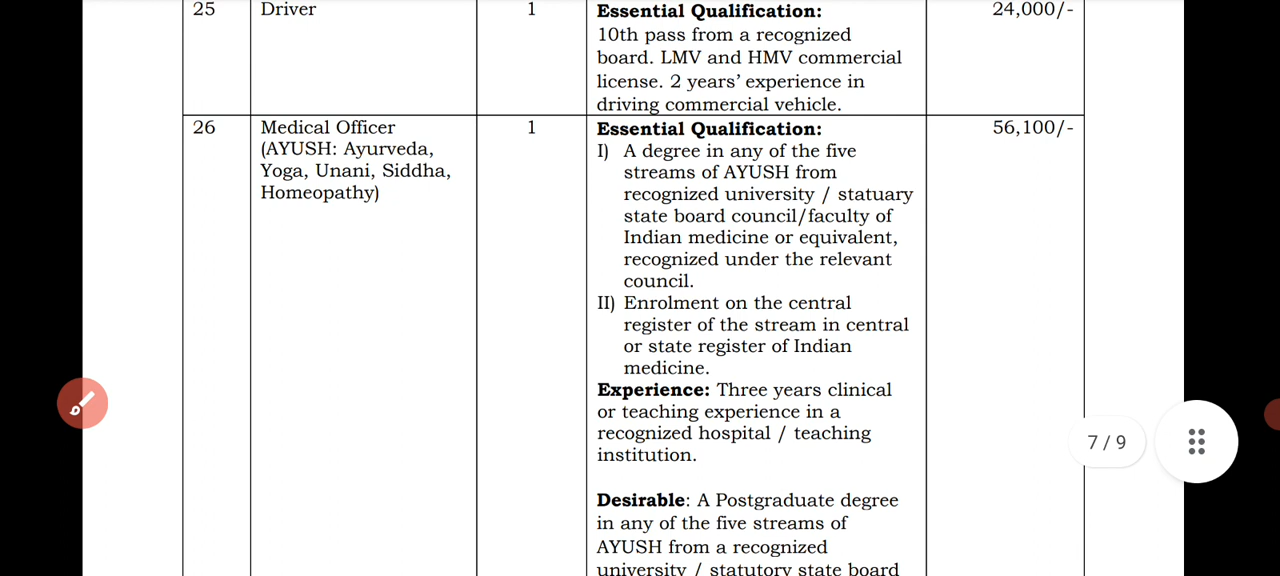 25 Driver 1 Essential Qualification: 24,000/-
10th pass from a recognized
board. LMV and HMV commercial
license. 2 years’ experience in
driving commercial vehicle.
26 Medical Officer 1 Essential Qualification: 56,100/-
(AYUSH: Ayurveda,
Yoga, Unani, Siddha,
Homeopathy)
I) A degree in any of the five
streams of AYUSH from
recognized university / statuary
state board council/faculty of
Indian medicine or equivalent,
recognized under the relevant
council.
II) Enrolment on the central
register of the stream in central
or state register of Indian
medicine.
Experience: Three years clinical
or teaching experience in a
recognized hospital / teaching
institution.
7 / 9
Desirable: A Postgraduate degree
in any of the five streams of
AYUSH from a recognized
university / statutory state board